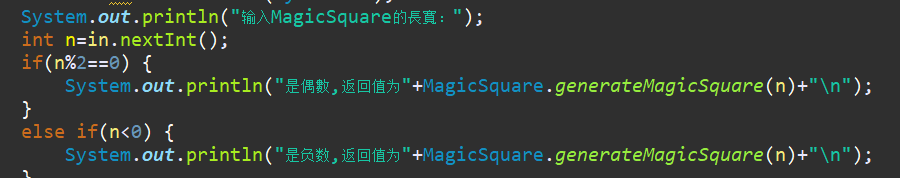 System.out.println("输入MagicSquare的長寬：");
int n=in.nextInt();
if(n%2==0) {
System.out.println("是偶數,返回值为"+MagicSquare.generateMagicSquare(n)+"\n");
}
else if(n<0) {
System.out.println("是负数,返回值为"+MagicSquare.generateMagicSquare(n)+"\n");
}